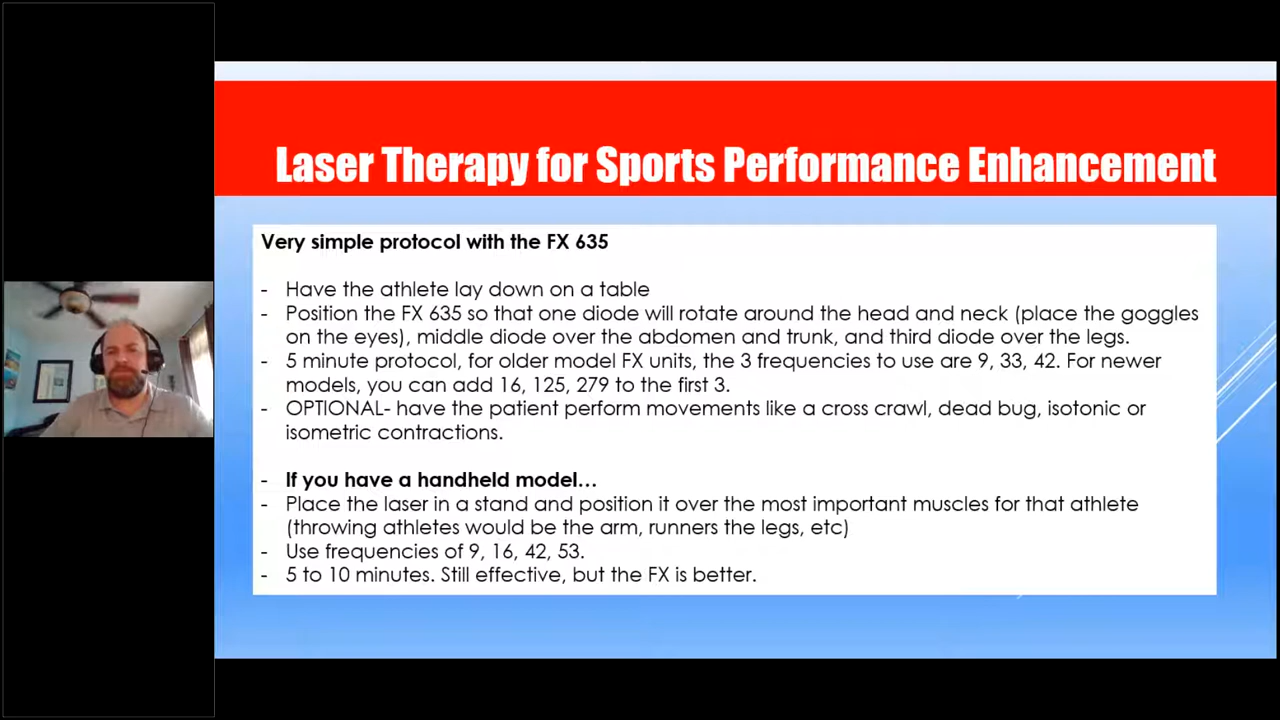 Laser Therapy for Sports Performance Enhancement
Very simple protocol with the FX 635
- Have the athlete lay down on a table
- Position the FX 635 so that one diode will rotate around the head and neck (place the goggles
on the eyes), middle diode over the abdomen and trunk, and third diode over the legs.
- 5 minute protocol, for older model FX units, the 3 frequencies to use are 9, 33, 42. For newer
models, you can add 16, 125, 279 to the first 3.
- OPTIONAL- have the patient perform movements like a cross crawl, dead bug, isotonic or
isometric contractions.
- If you have a handheld model…
- Place the laser in a stand and position it over the most important muscles for that athlete
(throwing athletes would be the arm, runners the legs, etc)
- Use frequencies of 9, 16, 42, 53.
- 5 to 10 minutes. Still effective, but the FX is better.